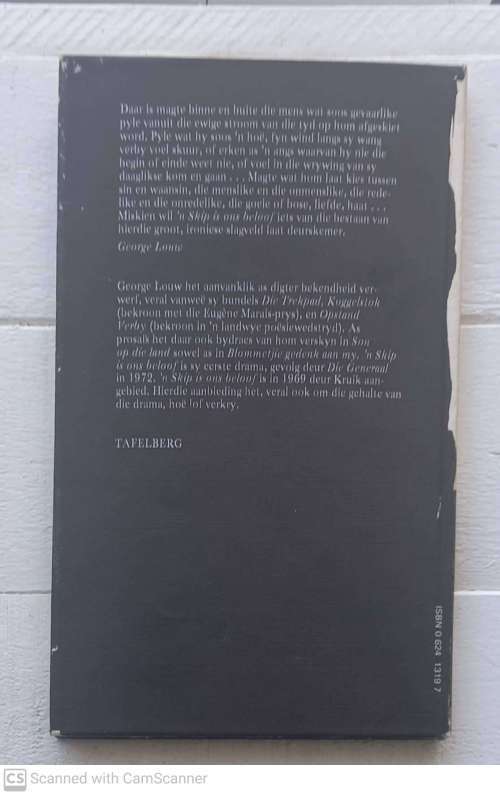 Daar is magte binne en buite die mens wat soos gevaarlike
pyle vanuit die ewige stroom van die tyd op hom afgeskiet
word. Pyle wat hy soos 'n hoë, fyn wind langs sy wang
verby voel skuur, of erken as 'n angs waarvan hy nie die
begin of einde weet nie, of voel in die wrywing van sy
daaglikse kom en gaan . . . Magte wat hom laat kies tussen
sin en waansin, die menslike en die onmenslike, die rede-
like en die onredelike, die goeie of bose, liefde, haat . . .
Miskien wil 'n Skip is ons beloof iets van die bestaan van
hierdie groot, ironiese slagveld laat deurskemer.
George Louw
George Louw het aanvanklik as digter bekendheid ver-
werf, veral vanweë sy bundels Die Trekpad, Koggelstok
(bekroon met die Eugène Marais-prys), en Opstand
Verby (bekroon in 'n landwye poësiewedstryd). As
prosaïs het daar ook bydraes van hom verskyn in Son
op die land sowel as in Blommetjie gedenk aan my. 'n Skip
is ons beloof is sy eerste drama, gevolg deur Die Generaal
in 1972. 'n Skip is ons beloof is in 1969 deur Kruik aan-
gebied. Hierdie aanbieding het, veral ook om die gehalte van
die drama, hoë lof verkry.
TAFELBERG
ISBN 0 624 1319 7
CS Scanned with CamScanner